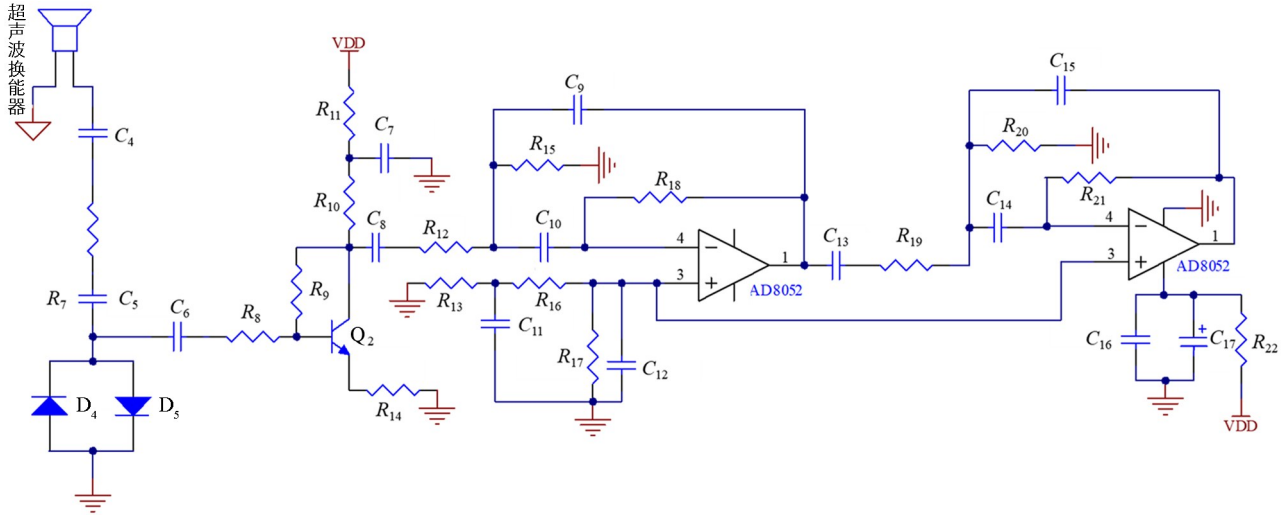 超声波换能器
C4
R7
C5
C6
R8
D4
D5
VDD
R11
C7
R10
R9
Q2
R14
C8
R12
R13
C9
R15
R18
C10
R16
C11
R17
C12
4
3
1
AD8052
C13
R19
C15
R20
R21
C14
4
3
1
AD8052
C16
+
C17
R22
VDD